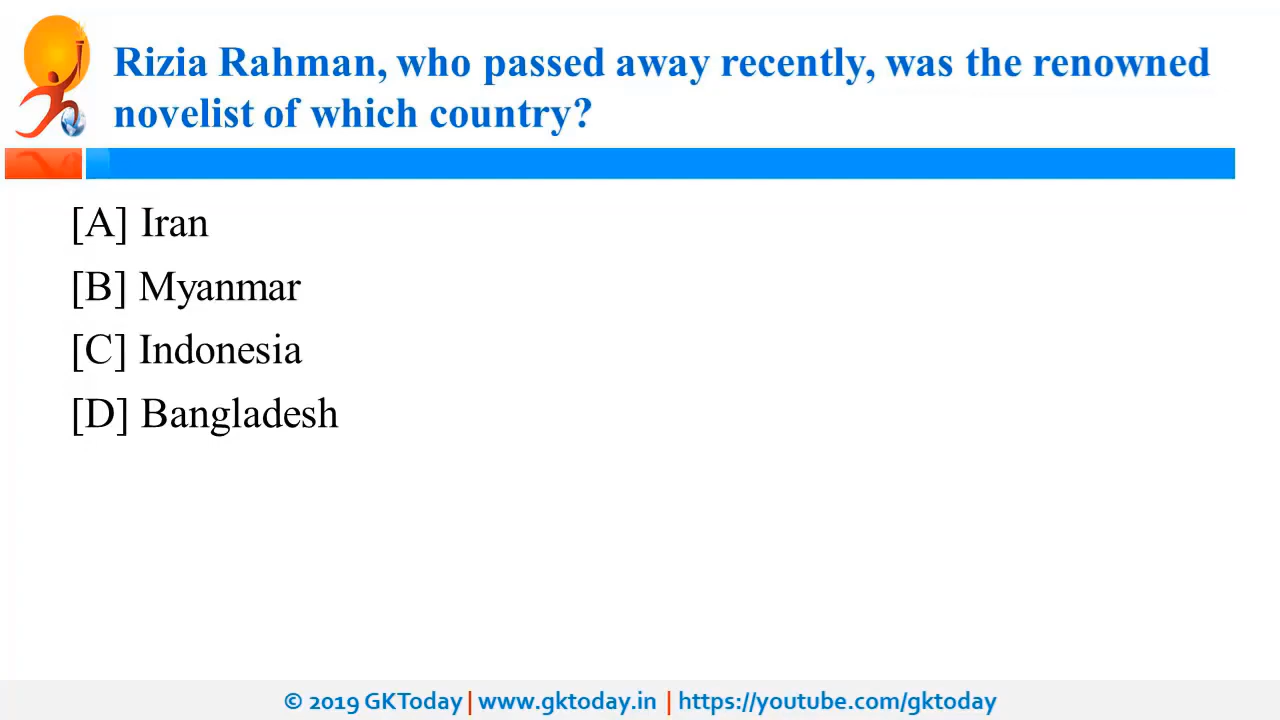 Rizia Rahman, who passed away recently, was the renowned
novelist of which country?
[A] Iran
[B] Myanmar
[C] Indonesia
[D] Bangladesh
© 2019 GKToday | www.gktoday.in | https://youtube.com/gktoday